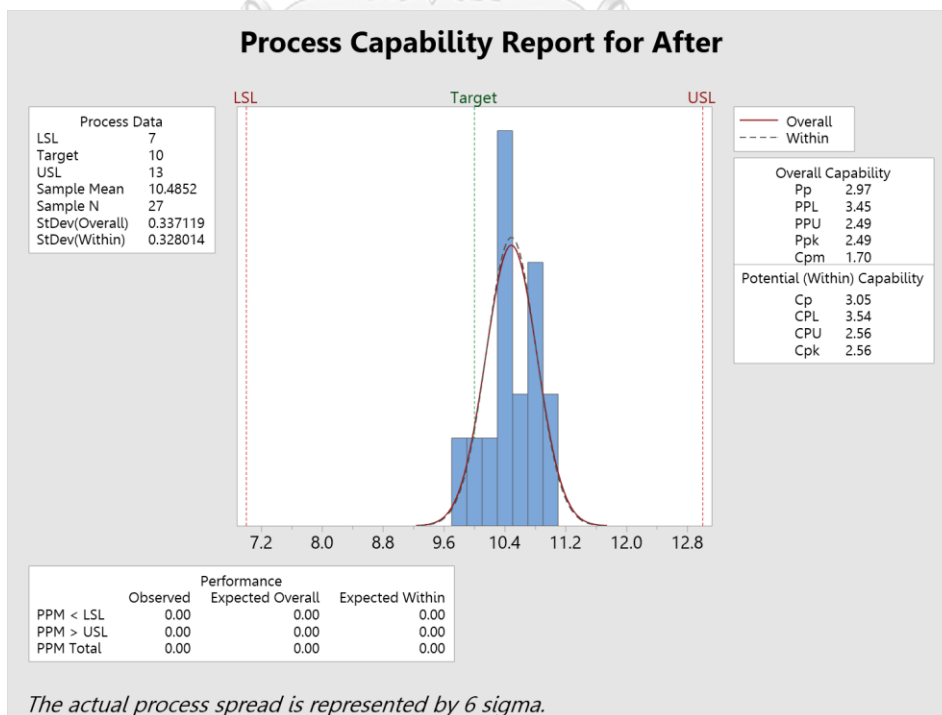 Process Capability Report for After
LSL Target USL
Process Data
LSL 7
Target 10
USL 13
Sample Mean 10.4852
Sample N 27
StDev(Overall) 0.337119
StDev(Within) 0.328014
Overall
Within
Overall Capability
Pp 2.97
PPL 3.45
PPU 2.49
Ppk 2.49
Cpm 1.70
Potential (Within) Capability
Cp 3.05
CPL 3.54
CPU 2.56
Cpk 2.56
7.2 8.0 8.8 9.6 10.4 11.2 12.0 12.8
Performance
Observed Expected Overall Expected Within
PPM < LSL 0.00 0.00 0.00
PPM > USL 0.00 0.00 0.00
PPM Total 0.00 0.00 0.00
The actual process spread is represented by 6 sigma.